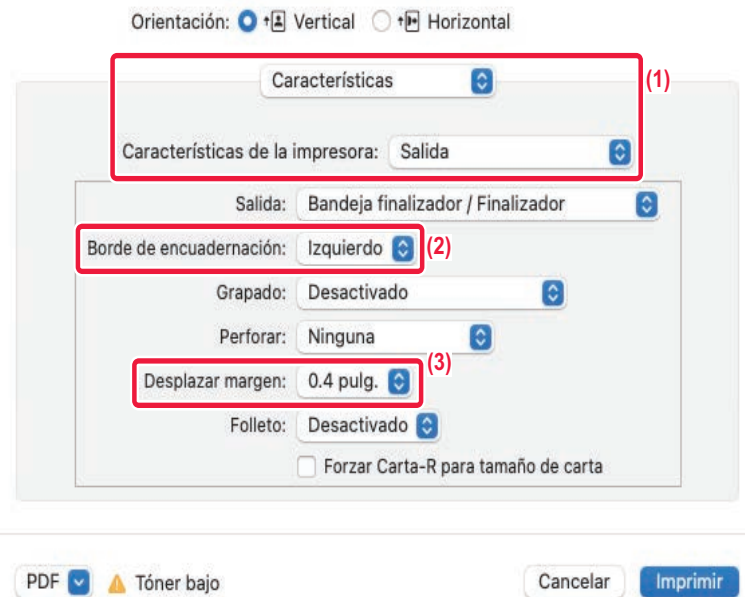 Orientación: Vertical Horizontal
Características
(1)
Características de la impresora: Salida
Salida: Bandeja finalizador / Finalizador
Borde de encuadernación: Izquierdo (2)
Grapado: Desactivado
Perforar: Ninguna
(3)
Desplazar margen: 0.4 pulg.
Folleto: Desactivado
Forzar Carta-R para tamaño de carta
PDF Tóner bajo Cancelar Imprimir